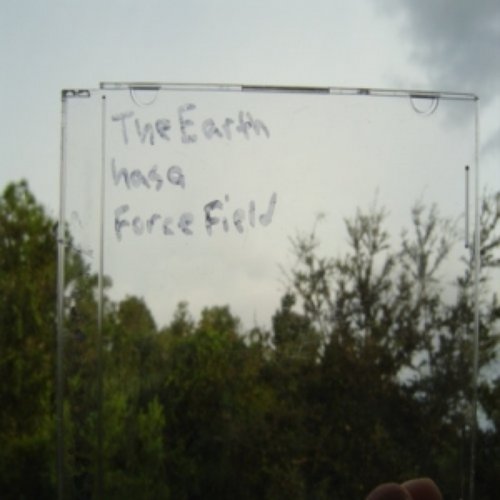 The Earth
has a
Force Field